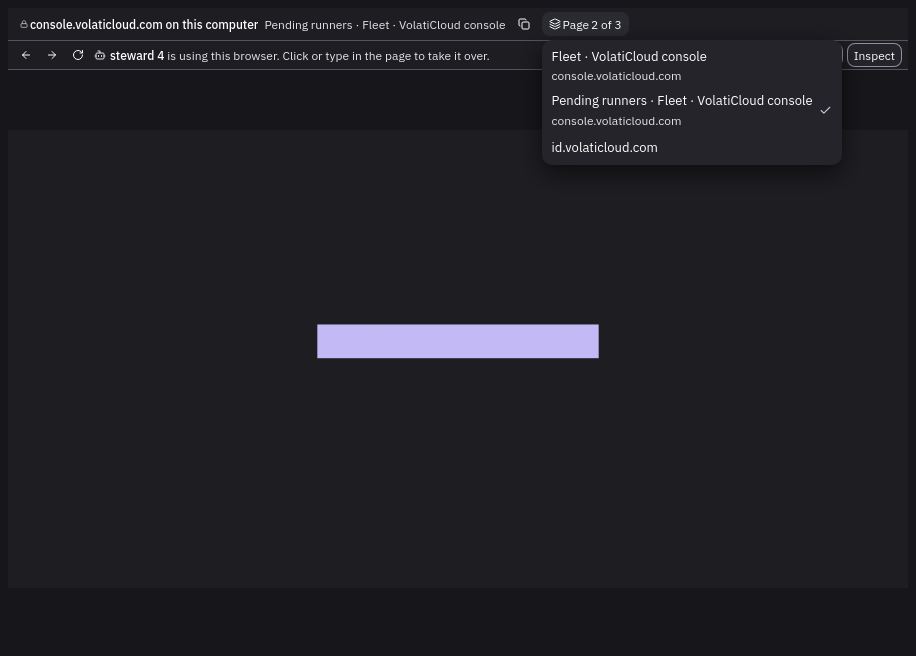 console.volaticloud.com on this computer Pending runners · Fleet · VolatiCloud console Page 2 of 3
steward 4 is using this browser. Click or type in the page to take it over. Inspect
Fleet · VolatiCloud console
console.volaticloud.com
Pending runners · Fleet · VolatiCloud console
console.volaticloud.com
id.volaticloud.com